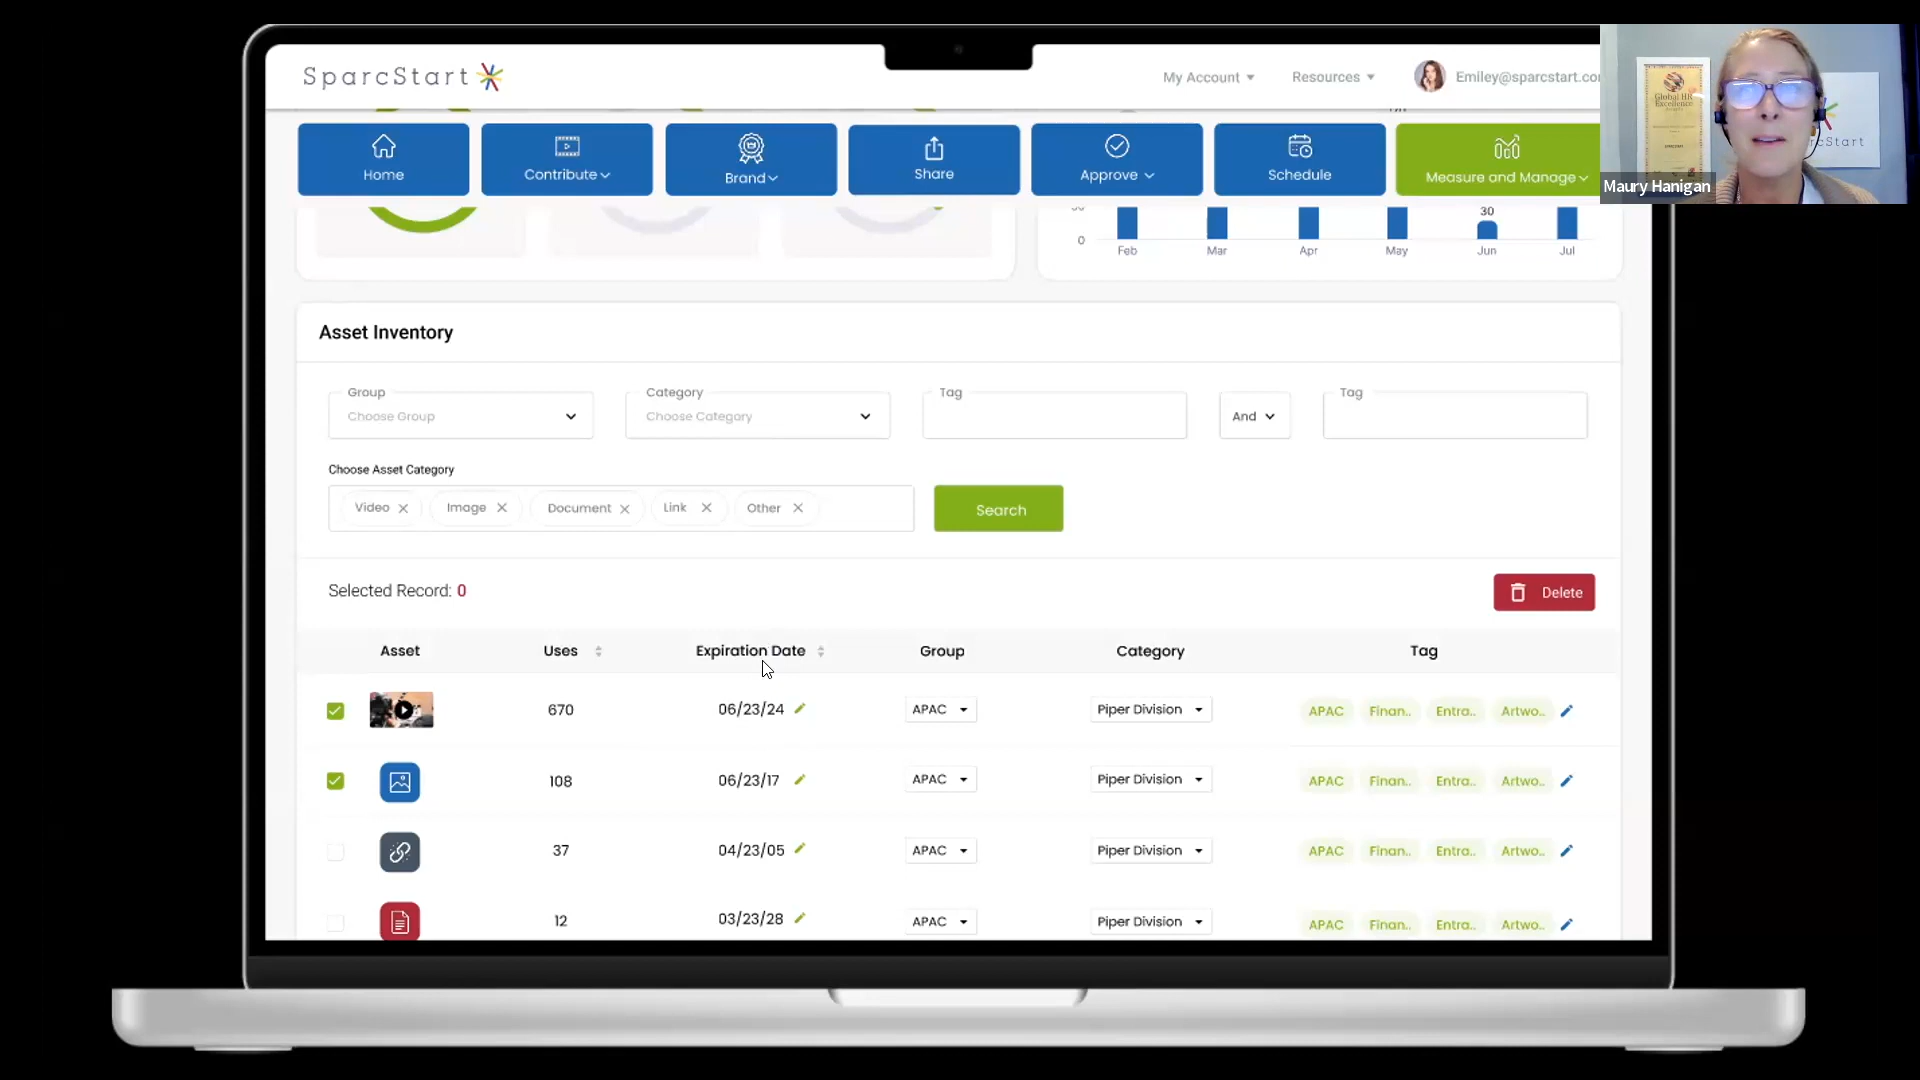 SparcStart
My Account
Resources
Emiley@sparcstart.co
Global HR
Excellence
rcStart
Maury Hanigan
Home
Contribute
Brand
Share
Approve
Schedule
Measure and Manage
30
0
Feb
Mar
Apr
May
Jun
Jul
Asset Inventory
Group
Choose Group
Category
Choose Category
Tag
And
Tag
Choose Asset Category
Video
Image
Document
Link
Other
Search
Selected Record: 0
Delete
Asset Uses Expiration Date Group Category Tag
670 06/23/24 APAC Piper Division APAC Finan.. Entra.. Artwo..
108 06/23/17 APAC Piper Division APAC Finan.. Entra.. Artwo..
37 04/23/05 APAC Piper Division APAC Finan.. Entra.. Artwo..
12 03/23/28 APAC Piper Division APAC Finan.. Entra.. Artwo..